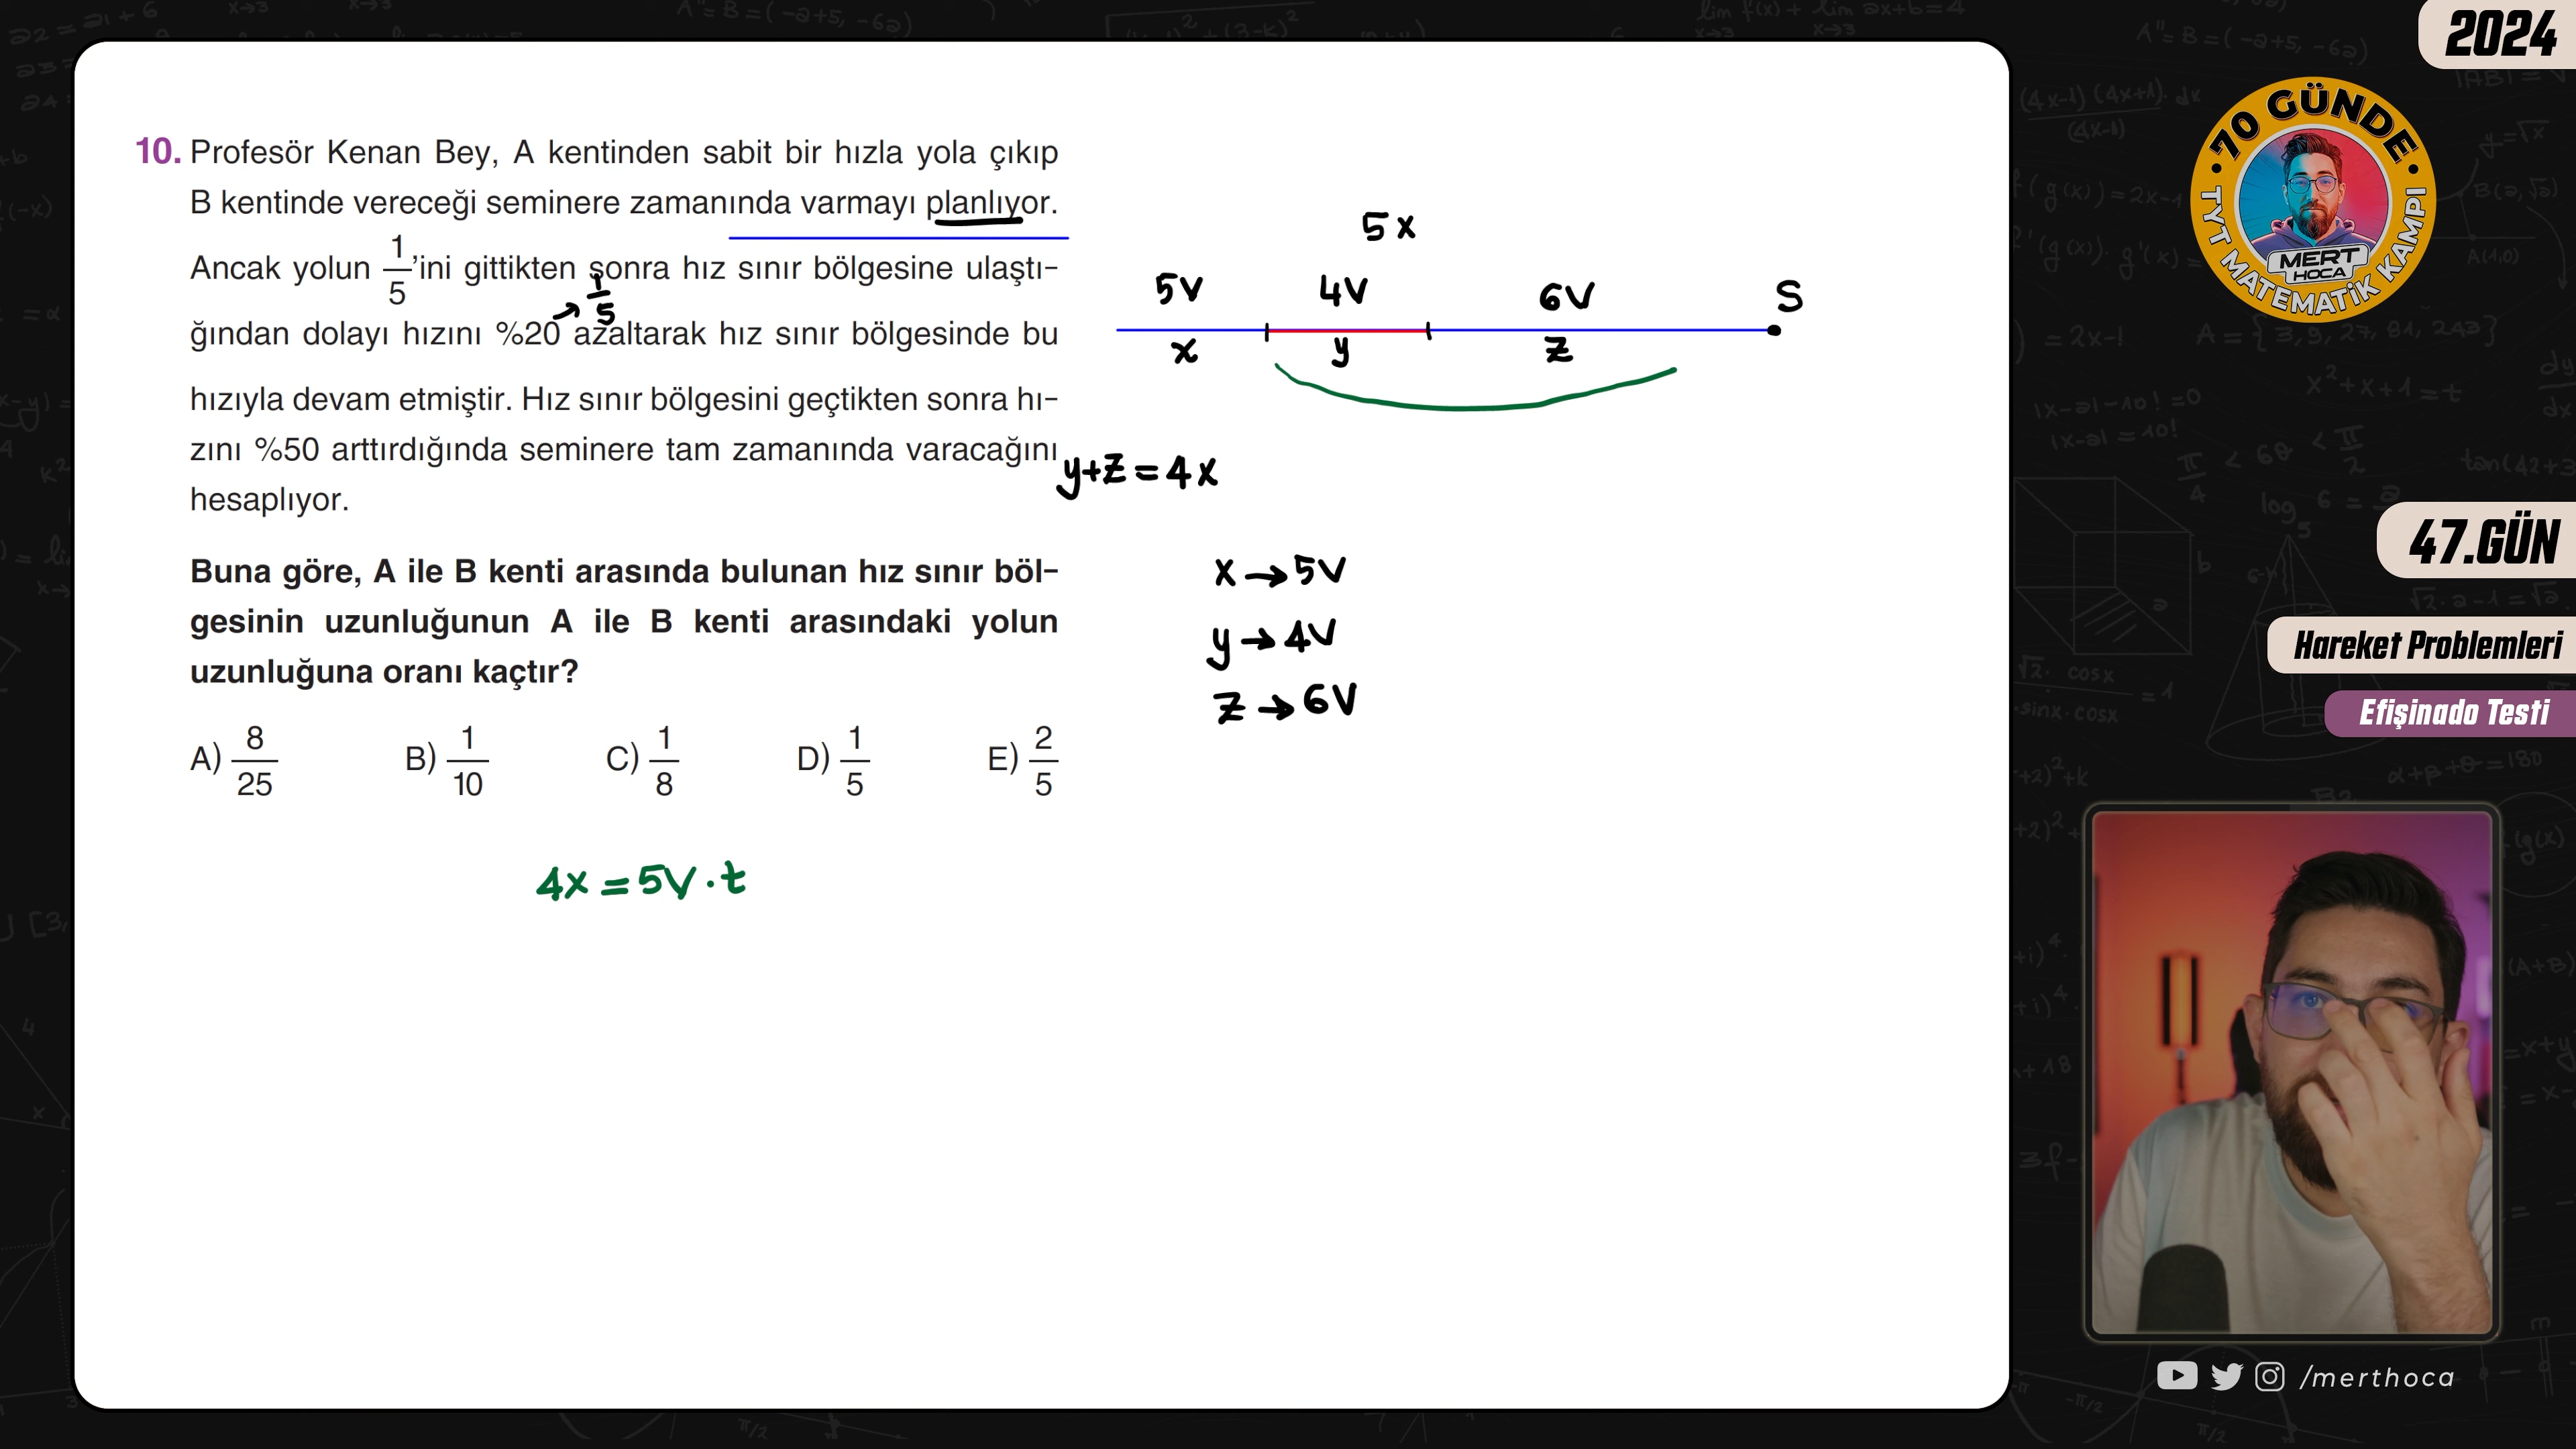 2024
70 GÜNDE
TYT MATEMATİK KAMPI
MERT
HOCA
10. Profesör Kenan Bey, A kentinden sabit bir hızla yola çıkıp
B kentinde vereceği seminere zamanında varmayı planlıyor.
Ancak yolun 1/5'ini gittikten sonra hız sınır bölgesine ulaştı-
1/5
ğından dolayı hızını %20 azaltarak hız sınır bölgesinde bu
hızıyla devam etmiştir. Hız sınır bölgesini geçtikten sonra hı-
zını %50 arttırdığında seminere tam zamanında varacağını
hesaplıyor.
Buna göre, A ile B kenti arasında bulunan hız sınır böl-
gesinin uzunluğunun A ile B kenti arasındaki yolun
uzunluğuna oranı kaçtır?
A) 8/25 B) 1/10 C) 1/8 D) 1/5 E) 2/5
4x = 5V · t
5x
5V 4V 6V S
x y z
y+z = 4x
x → 5V
y → 4V
z → 6V
47.GÜN
Hareket Problemleri
Efişinado Testi
/merthoca